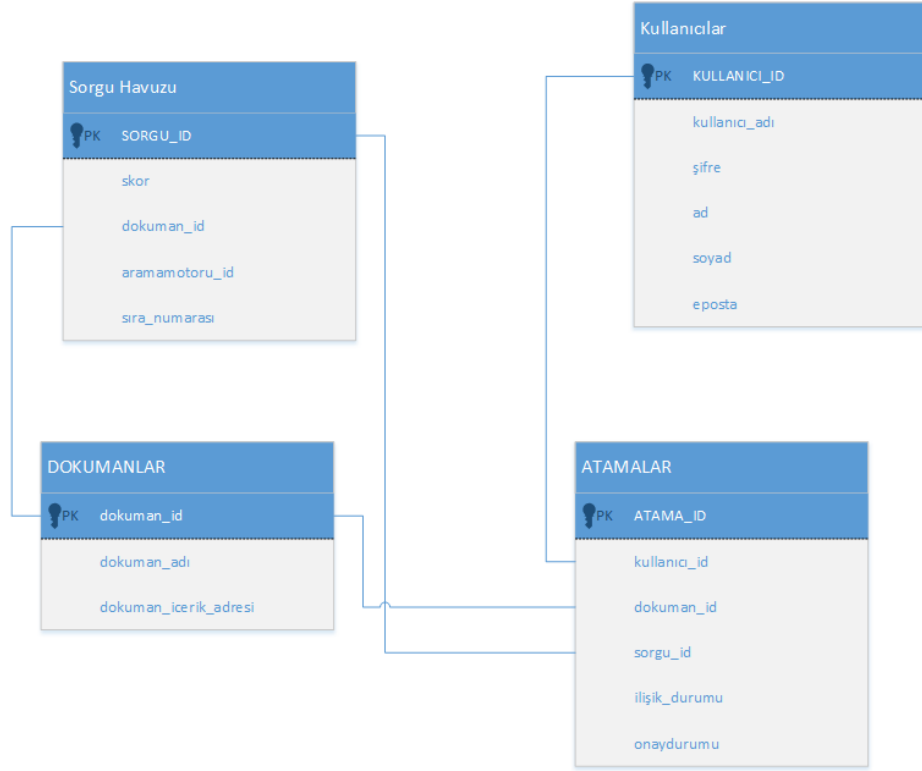 Sorgu Havuzu
PK SORGU_ID
skor
dokuman_id
aramamotoru_id
sıra_numarası
Kullanıcılar
PK KULLANICI_ID
kullanıcı_adı
şifre
ad
soyad
eposta
DOKUMANLAR
PK dokuman_id
dokuman_adı
dokuman_icerik_adresi
ATAMALAR
PK ATAMA_ID
kullanıcı_id
dokuman_id
sorgu_id
ilişik_durumu
onaydurumu